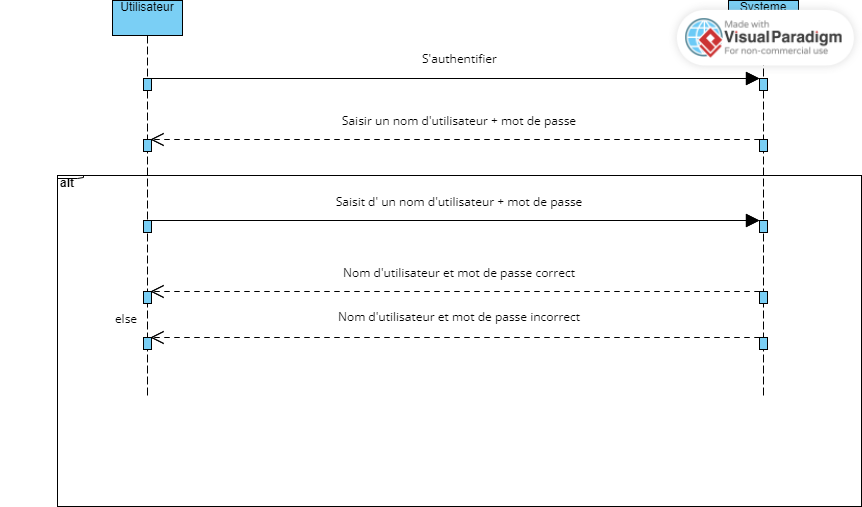 Utilisateur
Systeme
Made with
VisualParadigm
For non-commercial use
S'authentifier
Saisir un nom d'utilisateur + mot de passe
alt
Saisit d' un nom d'utilisateur + mot de passe
Nom d'utilisateur et mot de passe correct
Nom d'utilisateur et mot de passe incorrect
else